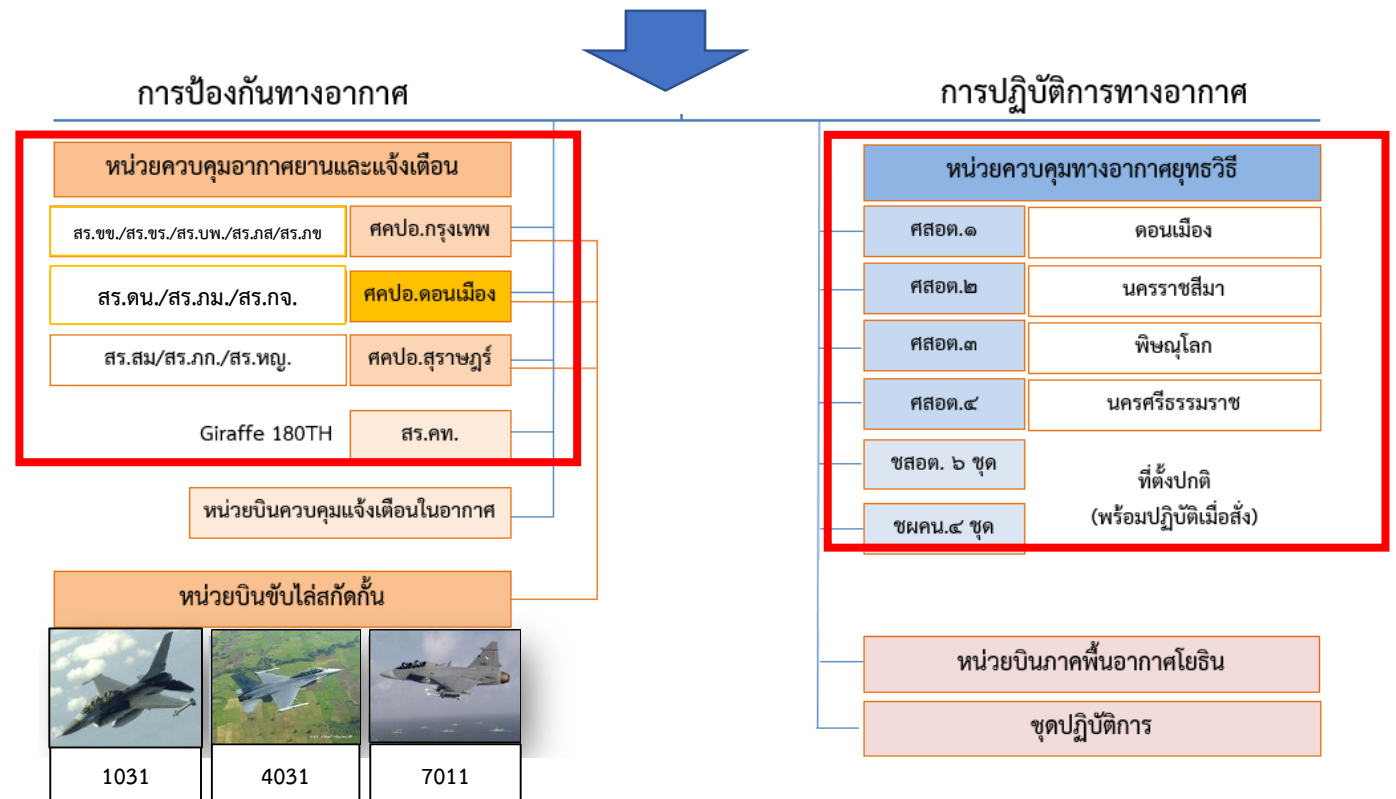 การป้องกันทางอากาศ
หน่วยควบคุมอากาศยานและแจ้งเตือน
สร.ขข./สร.ขร./สร.บพ./สร.ภส/สร.ภข
ศคปอ.กรุงเทพ
สร.ดน./สร.ภม./สร.กจ.
ศคปอ.ดอนเมือง
สร.สม/สร.ภก./สร.หญ.
ศคปอ.สุราษฎร์
Giraffe 180TH
สร.คท.
หน่วยบินควบคุมแจ้งเตือนในอากาศ
หน่วยบินขับไล่สกัดกั้น
1031
4031
7011
การปฏิบัติการทางอากาศ
หน่วยควบคุมทางอากาศยุทธวิธี
ศสอต.๑
ดอนเมือง
ศสอต.๒
นครราชสีมา
ศสอต.๓
พิษณุโลก
ศสอต.๔
นครศรีธรรมราช
ชสอต. ๖ ชุด
ชผคน.๔ ชุด
ที่ตั้งปกติ
(พร้อมปฏิบัติเมื่อสั่ง)
หน่วยบินภาคพื้นอากาศโยธิน
ชุดปฏิบัติการ